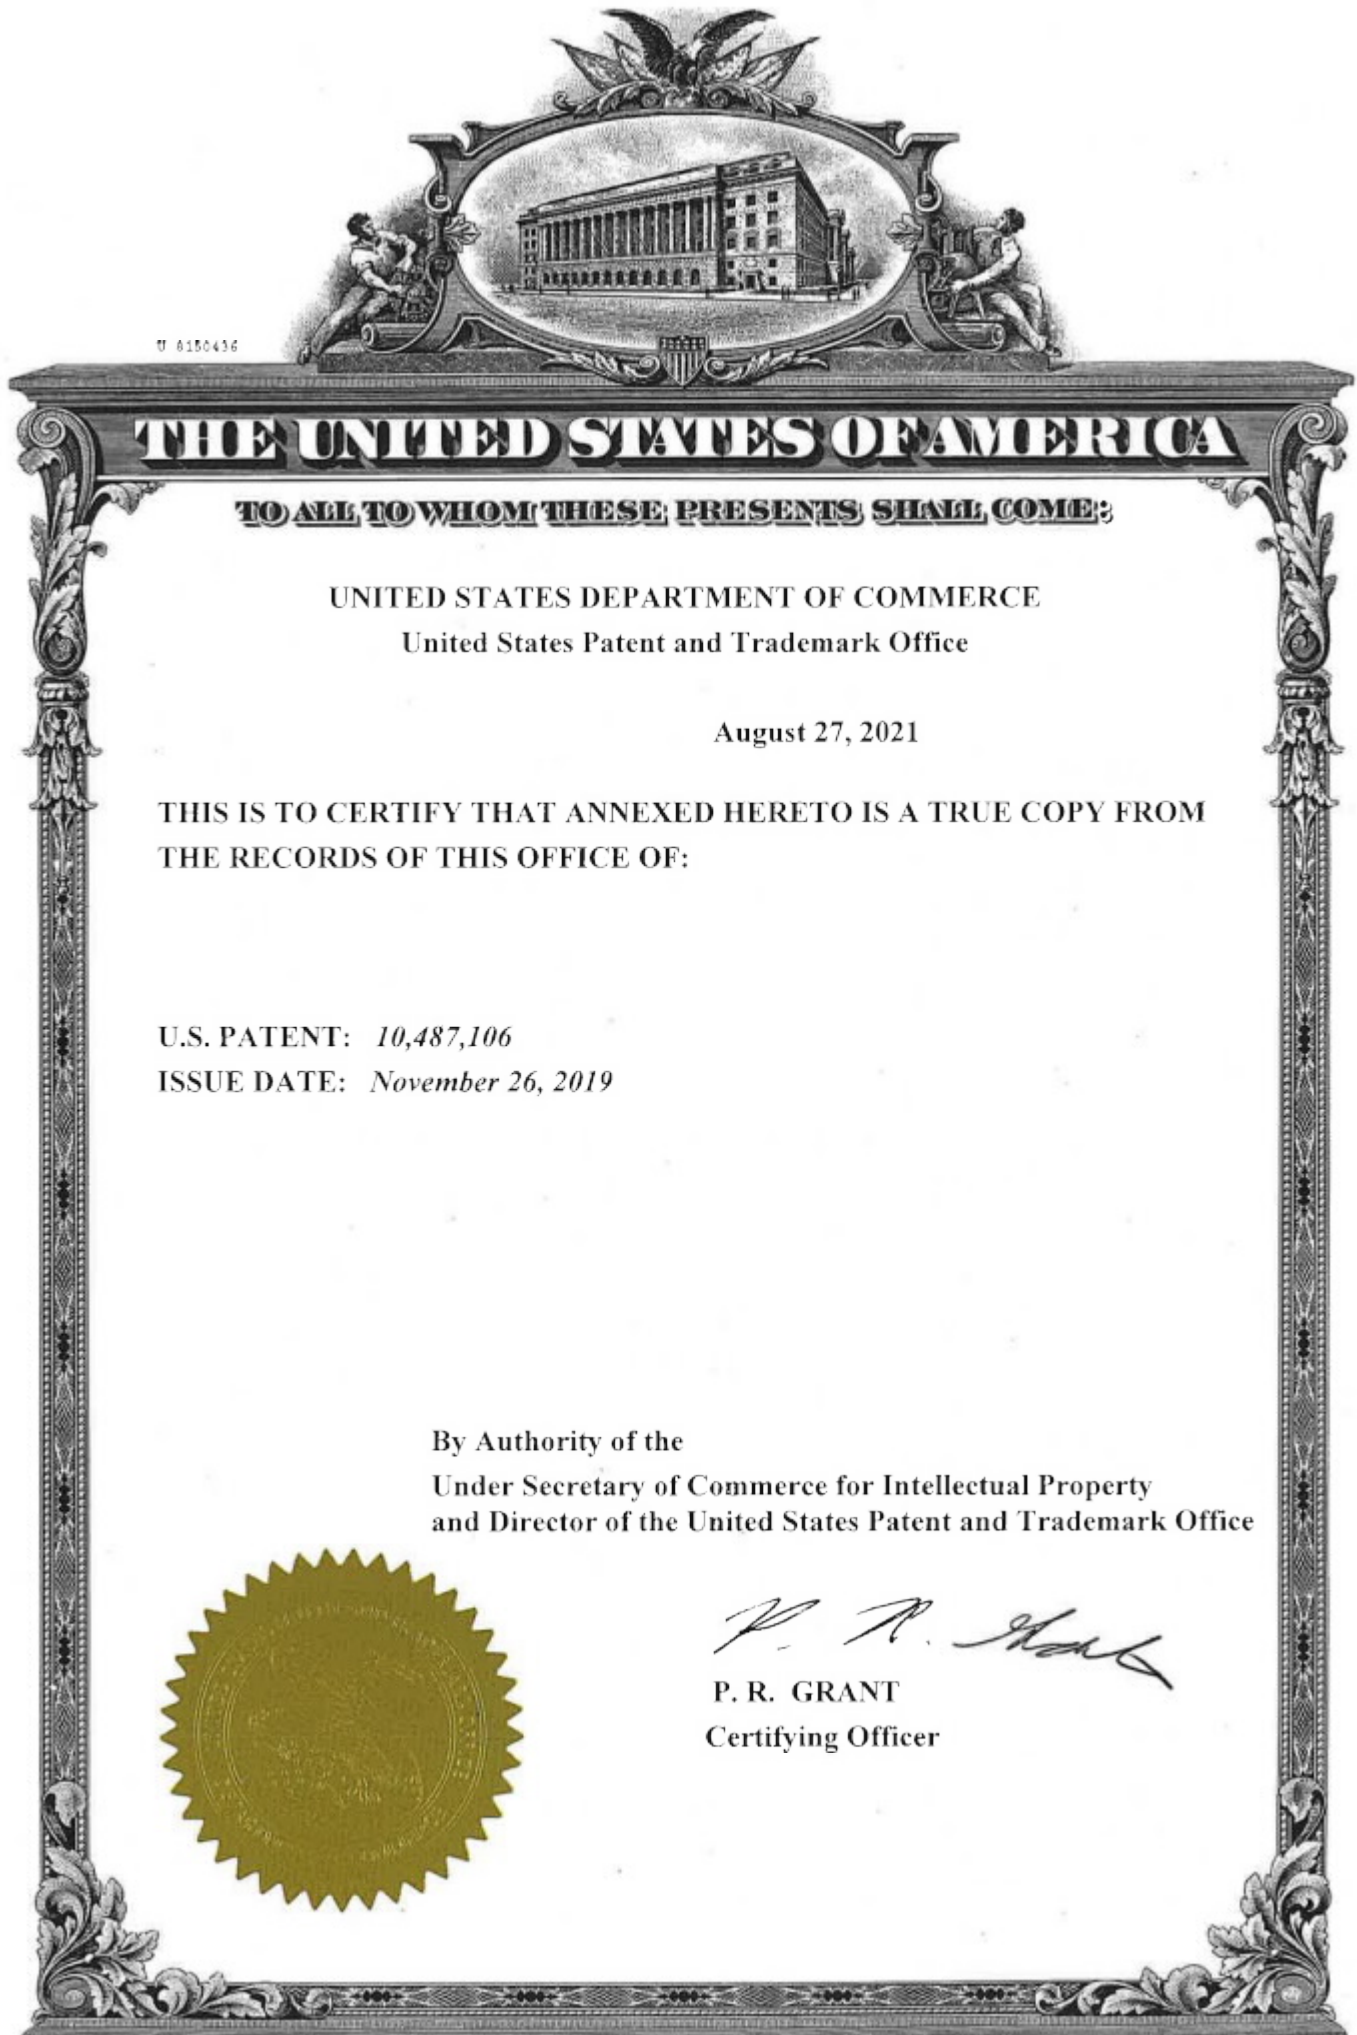 U 8150436
THE UNITED STATES OF AMERICA
TO ALL TO WHOM THESE PRESENTS SHALL COME:
UNITED STATES DEPARTMENT OF COMMERCE
United States Patent and Trademark Office
August 27, 2021
THIS IS TO CERTIFY THAT ANNEXED HERETO IS A TRUE COPY FROM
THE RECORDS OF THIS OFFICE OF:
U.S. PATENT: 10,487,106
ISSUE DATE: November 26, 2019
By Authority of the
Under Secretary of Commerce for Intellectual Property
and Director of the United States Patent and Trademark Office
P. R. Grant
P. R. GRANT
Certifying Officer